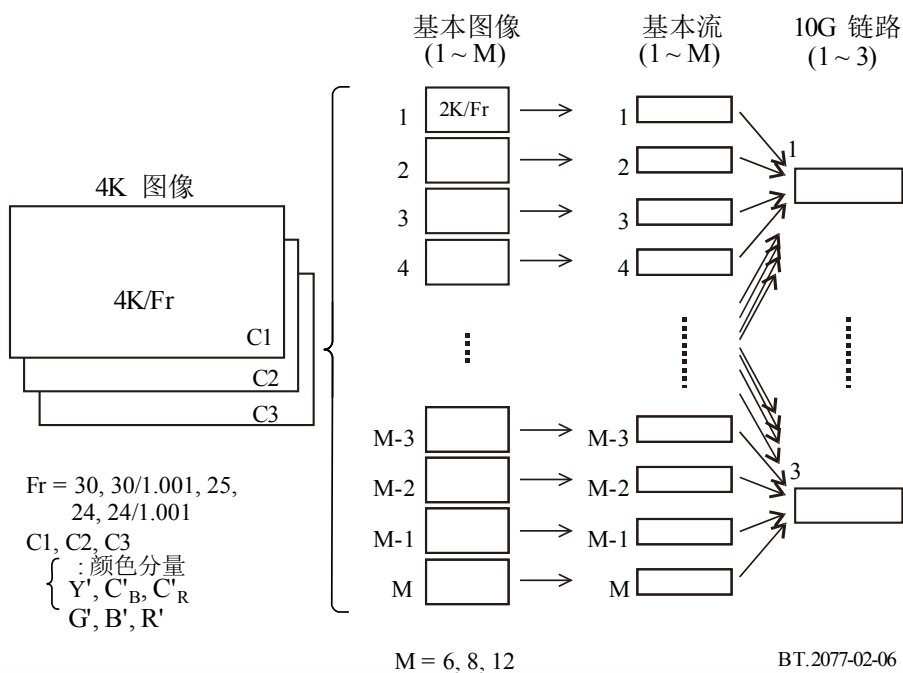 基本图像
(1 ~ M)
基本流
(1 ~ M)
10G 链路
(1 ~ 3)
4K 图像
4K/Fr
C1
C2
C3
Fr = 30, 30/1.001, 25,
24, 24/1.001
C1, C2, C3
: 颜色分量
Y', C'B, C'R
G', B', R'
1
2K/Fr
2
3
4
M-3
M-2
M-1
M
1
2
3
4
M-3
M-2
M-1
M
1
3
M = 6, 8, 12
BT.2077-02-06